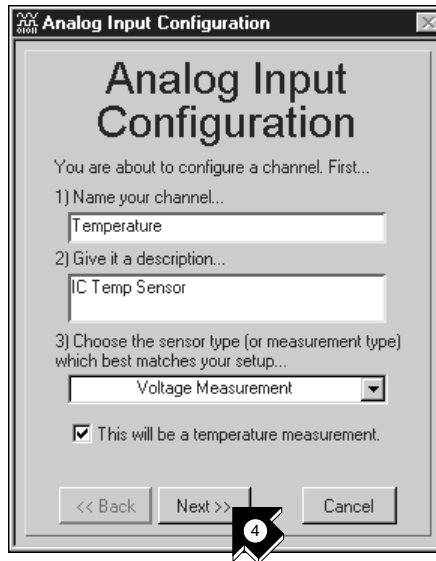 Analog Input Configuration
Analog Input
Configuration
You are about to configure a channel. First...
1) Name your channel...
Temperature
2) Give it a description...
IC Temp Sensor
3) Choose the sensor type (or measurement type)
which best matches your setup...
Voltage Measurement
This will be a temperature measurement.
<< Back Next >> Cancel
4